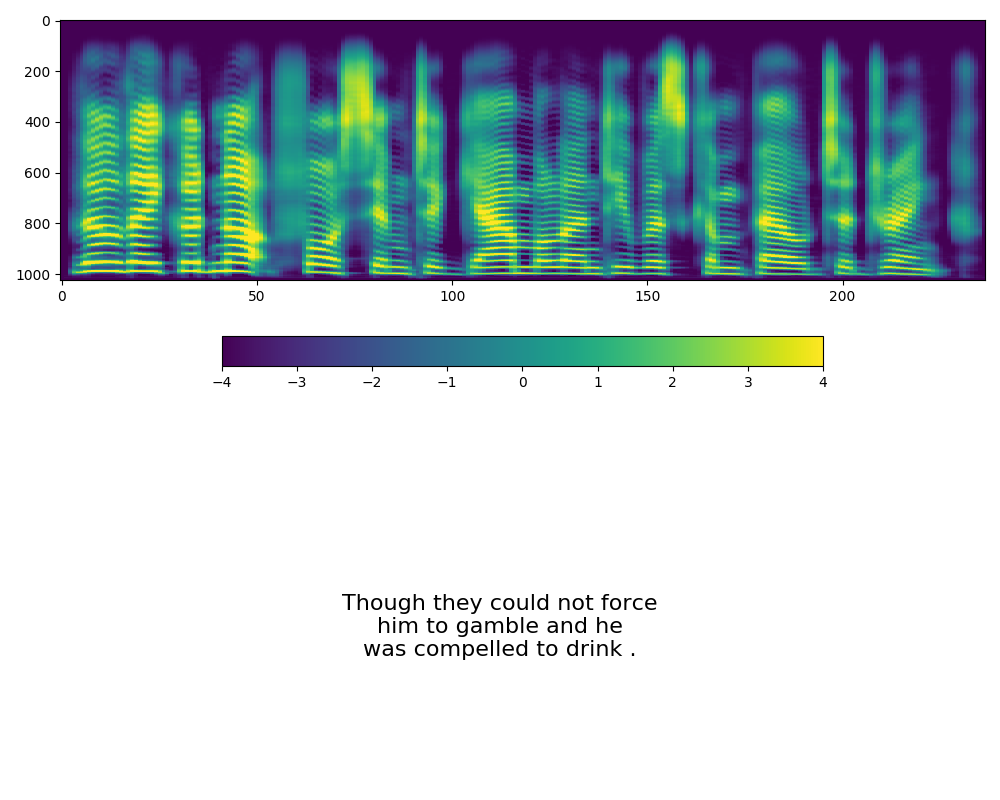 0
200
400
600
800
1000
0 50 100 150 200
−4 −3 −2 −1 0 1 2 3 4
Though they could not force
him to gamble and he
was compelled to drink .